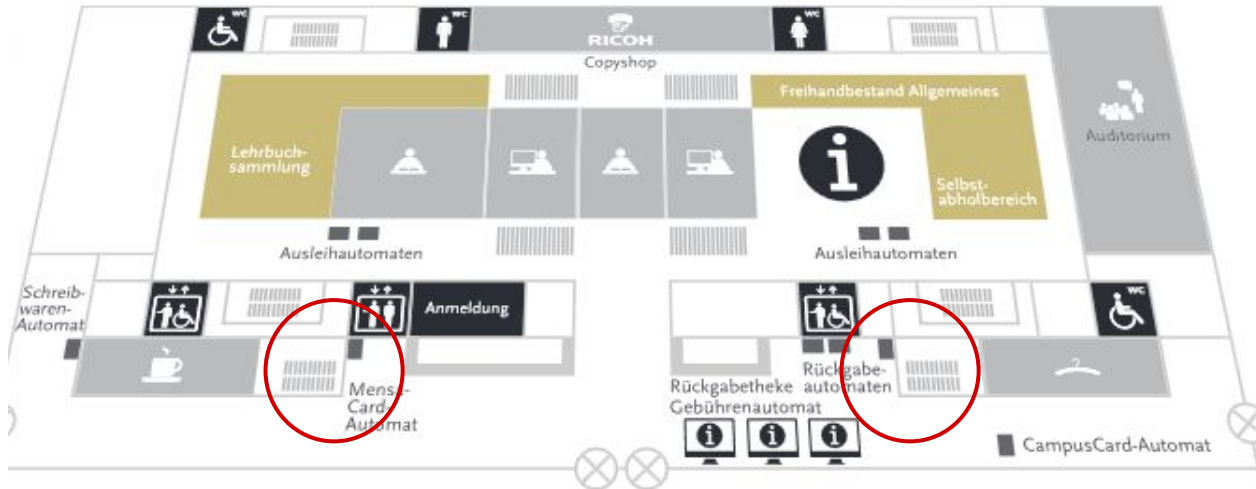 WC
WC
WC
RICOH
Copyshop
Freihandbestand Allgemeines
Auditorium
Lehrbuch-
sammlung
Selbst-
abholbereich
Ausleihautomaten
Ausleihautomaten
Schreib-
waren-
Automat
Anmeldung
WC
Mensa-
Card-
Automat
Rückgabetheke
Gebührenautomat
Rückgabe-
automaten
CampusCard-Automat